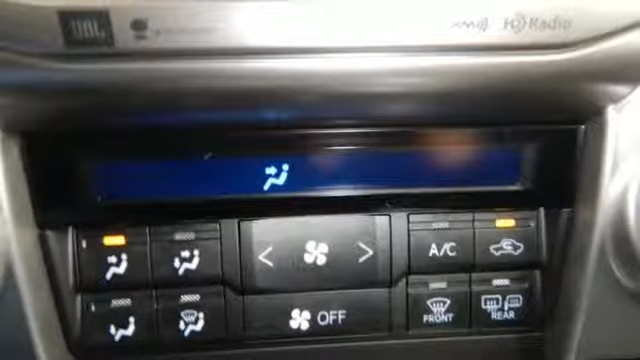 JBL
HD Radio
A/C
OFF
FRONT
REAR